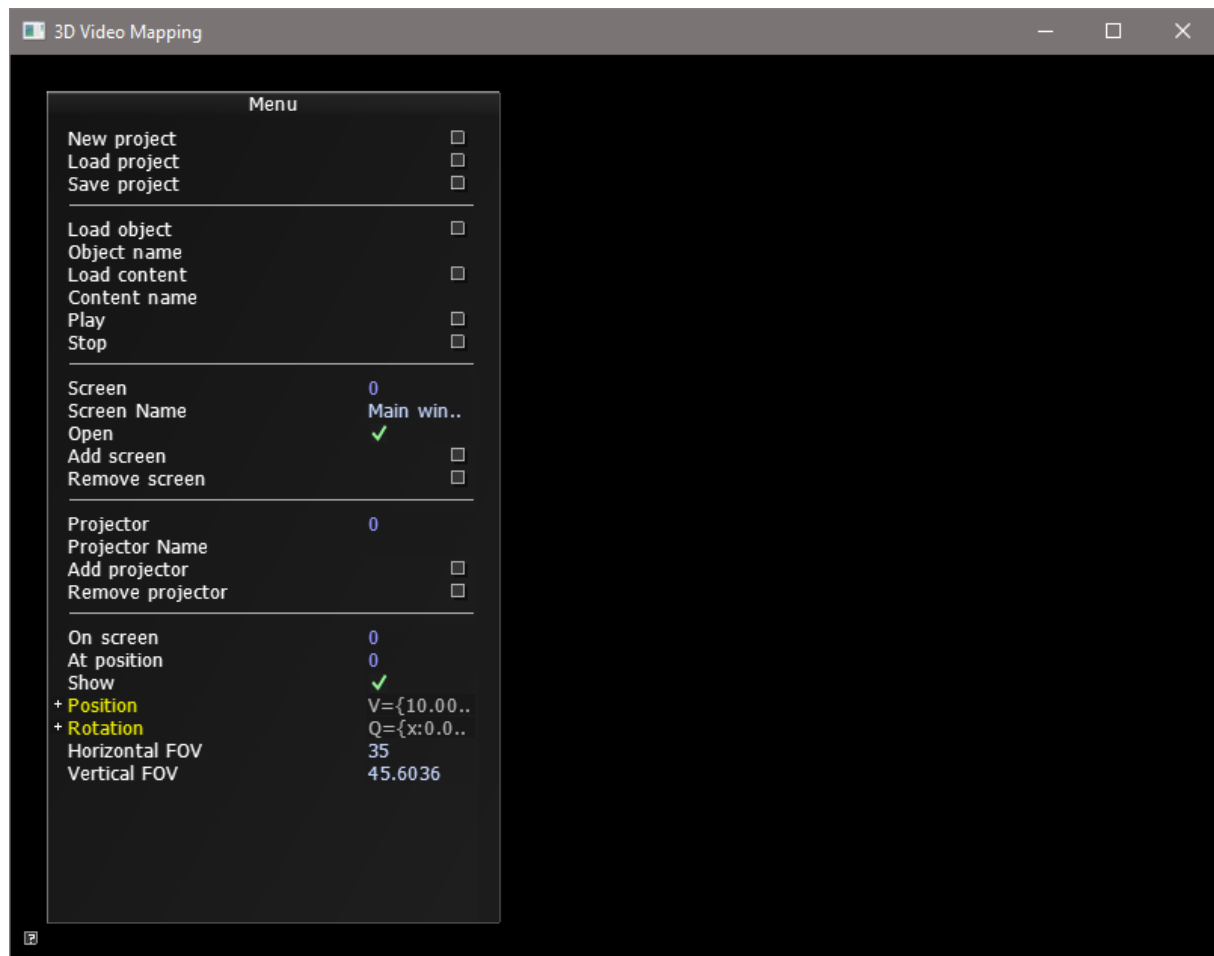 3D Video Mapping
Menu
New project
Load project
Save project
Load object
Object name
Load content
Content name
Play
Stop
Screen 0
Screen Name Main win..
Open
Add screen
Remove screen
Projector 0
Projector Name
Add projector
Remove projector
On screen 0
At position 0
Show
+ Position V={10.00..
+ Rotation Q={x:0.0..
Horizontal FOV 35
Vertical FOV 45.6036
?